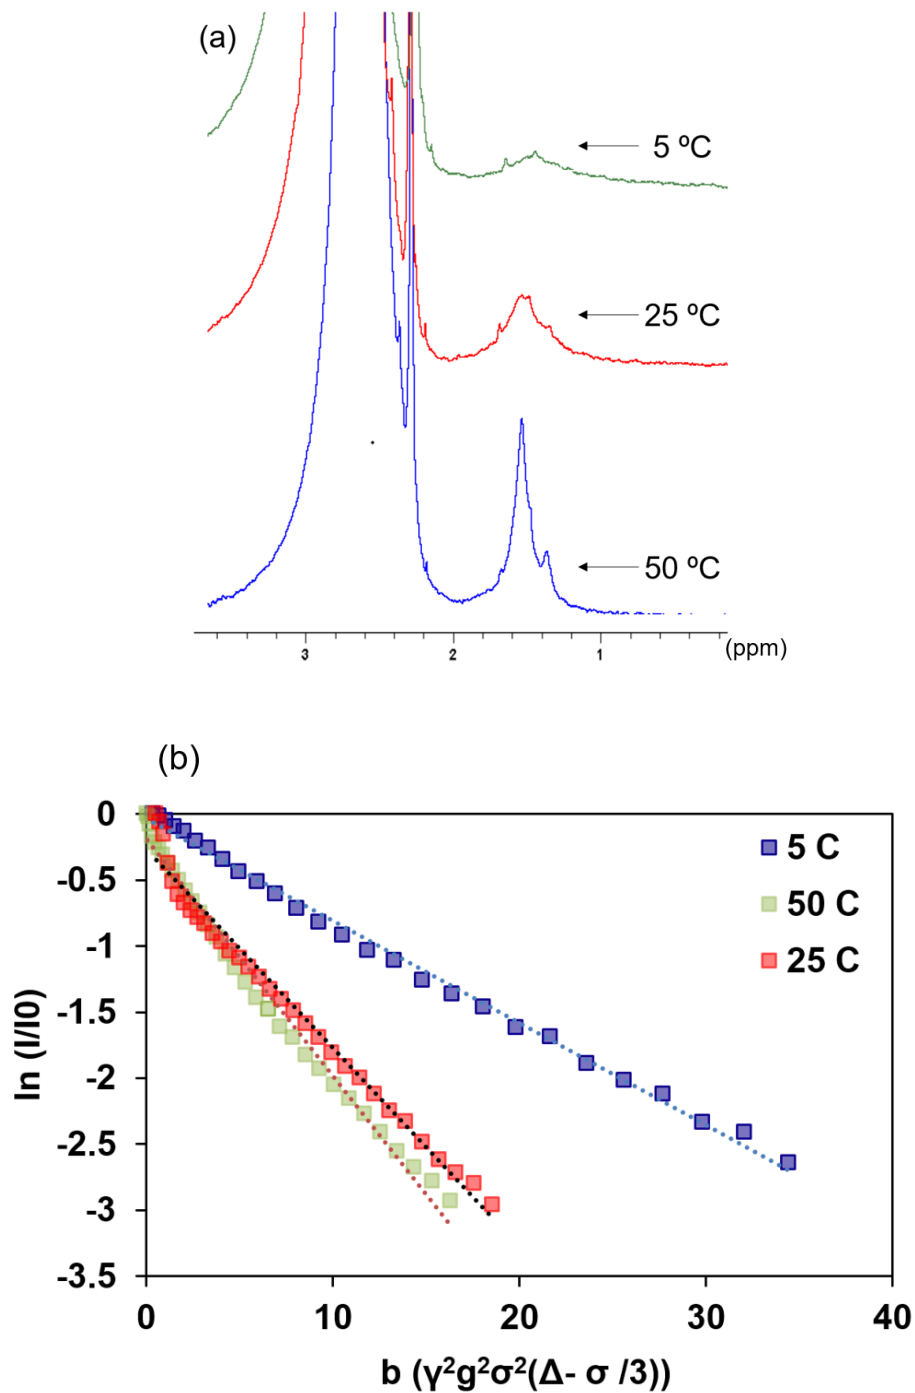 (a)
5 ºC
25 ºC
50 ºC
3 2 1 (ppm)
(b)
0
-0.5
-1
-1.5
-2
-2.5
-3
-3.5
ln (I/I0)
5 C
50 C
25 C
0 10 20 30 40
b (γ²g²σ²(Δ- σ /3))